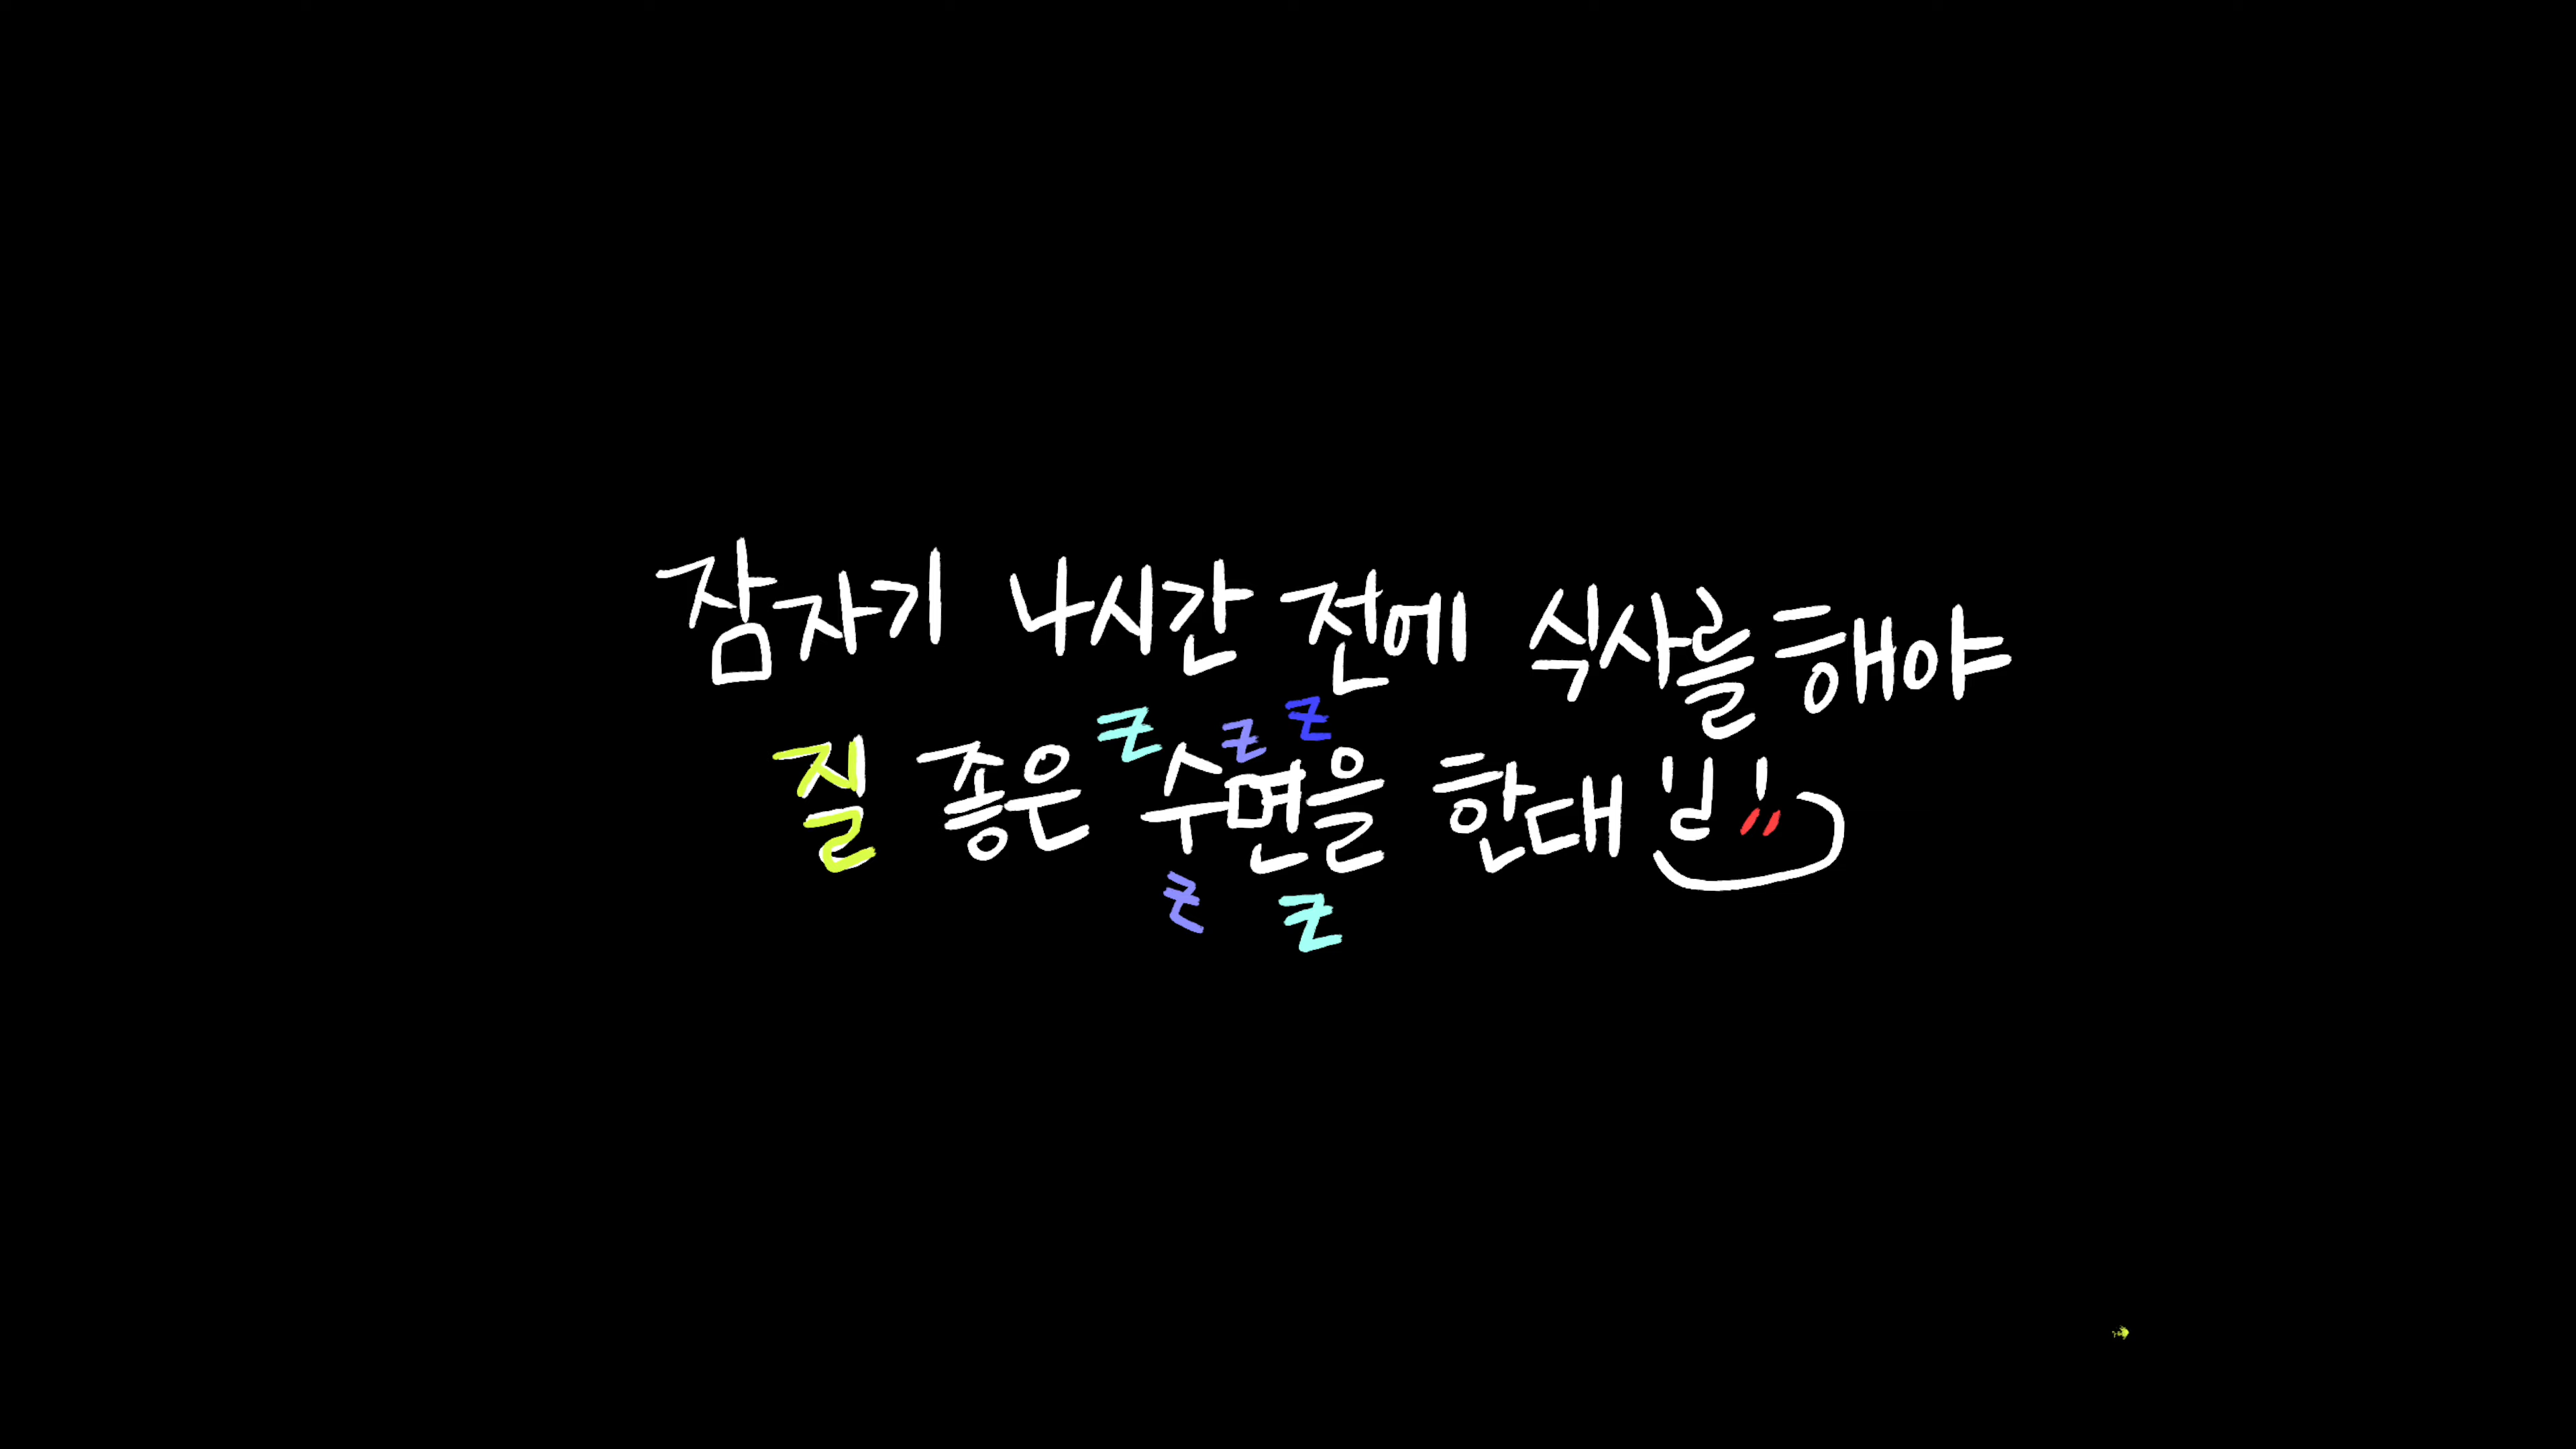 잠자기 4시간 전에 식사를 해야
z z z
질 좋은 수면을 한대
z z